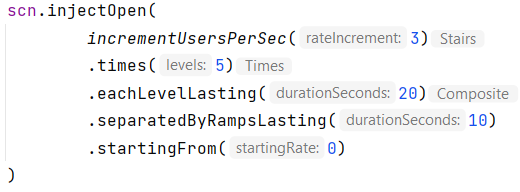 scn.injectOpen(
incrementUsersPerSec( rateIncrement: 3) Stairs
.times( levels: 5) Times
.eachLevelLasting( durationSeconds: 20) Composite
.separatedByRampsLasting( durationSeconds: 10)
.startingFrom( startingRate: 0)
)